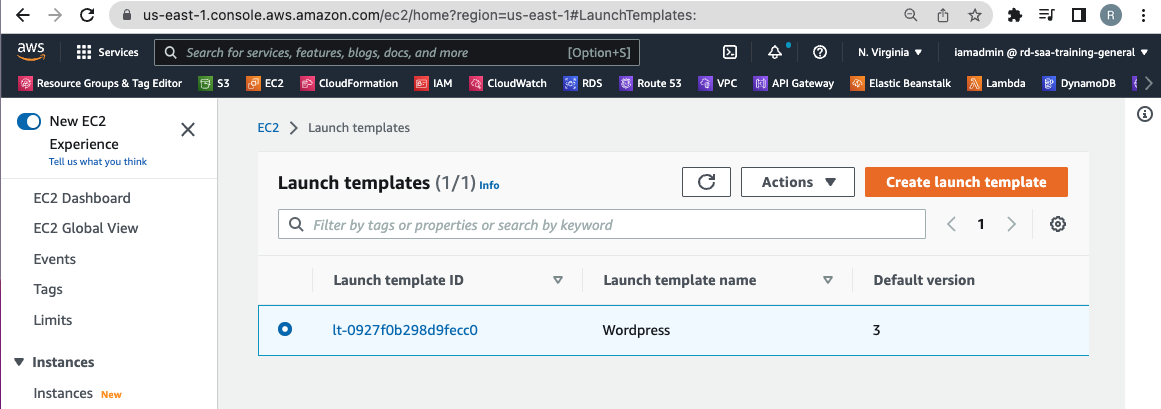 us-east-1.console.aws.amazon.com/ec2/home?region=us-east-1#LaunchTemplates:
R
aws Services Search for services, features, blogs, docs, and more [Option+S] N. Virginia ▼ iamadmin @ rd-saa-training-general ▼
Resource Groups & Tag Editor S3 EC2 CloudFormation IAM CloudWatch RDS Route 53 VPC API Gateway Elastic Beanstalk Lambda DynamoDB
New EC2
Experience
Tell us what you think
EC2 Dashboard
EC2 Global View
Events
Tags
Limits
▼ Instances
Instances New
EC2 > Launch templates
Launch templates (1/1) Info
Actions ▼
Create launch template
Filter by tags or properties or search by keyword
1
Launch template ID Launch template name Default version
lt-0927f0b298d9fecc0 Wordpress 3